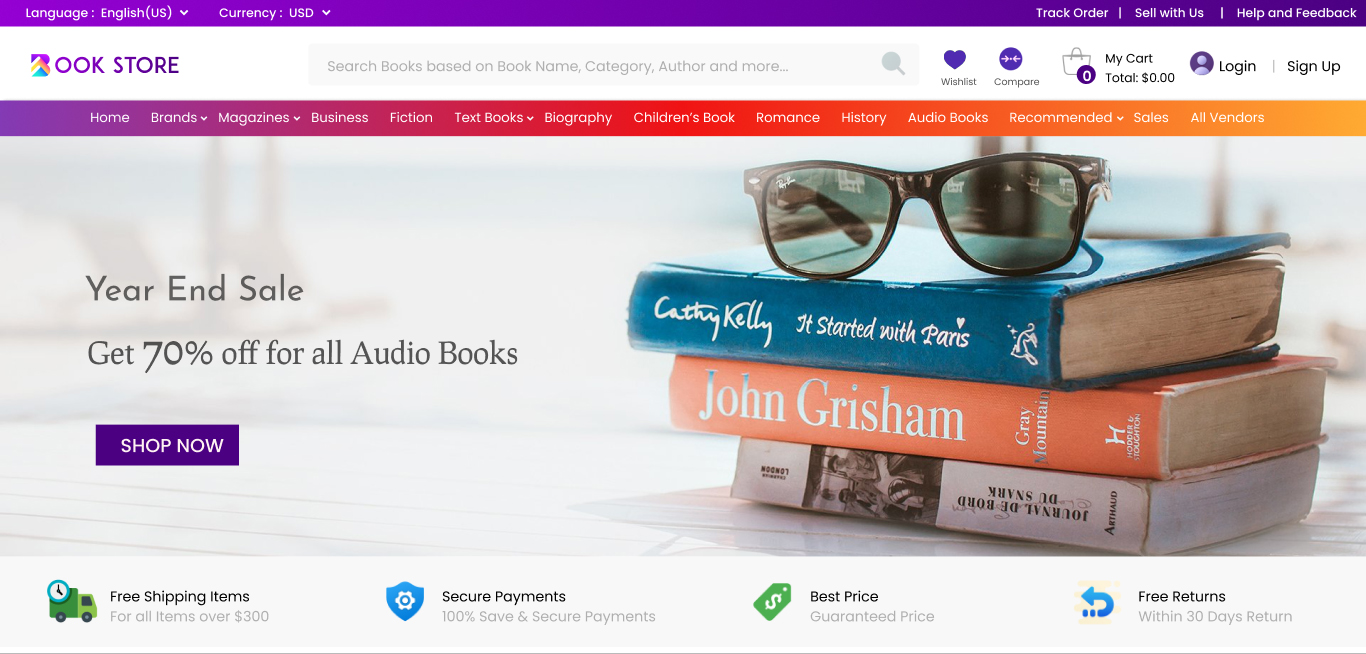 Language : English(US)
Currency : USD
Track Order | Sell with Us | Help and Feedback
OOK STORE
Search Books based on Book Name, Category, Author and more...
Wishlist
Compare
0
My Cart
Total: $0.00
Login | Sign Up
Home Brands Magazines Business Fiction Text Books Biography Children's Book Romance History Audio Books Recommended Sales All Vendors
Ray-Ban
Year End Sale
Get 70% off for all Audio Books
SHOP NOW
Cathy Kelly It Started with Paris
John Grisham
Gray
Mountain
HODDER &
STOUGHTON
LONDON
JOURNAL DE BORD
DU SNARK
ARTHAUD
Free Shipping Items
For all Items over $300
Secure Payments
100% Save & Secure Payments
Best Price
Guaranteed Price
Free Returns
Within 30 Days Return